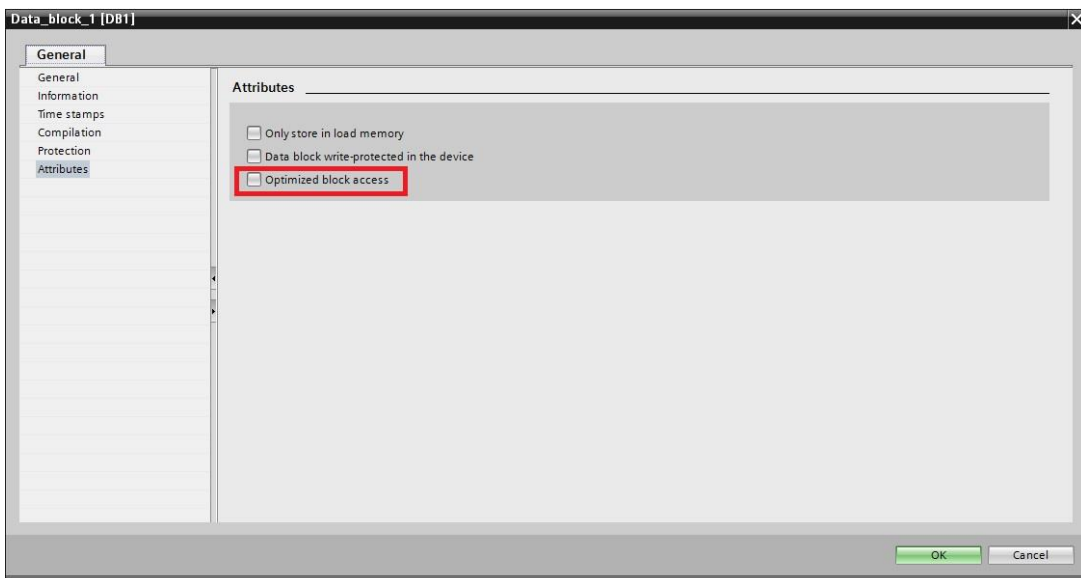 Data_block_1 [DB1]
General
General
Information
Time stamps
Compilation
Protection
Attributes
Attributes
Only store in load memory
Data block write-protected in the device
Optimized block access
OK
Cancel